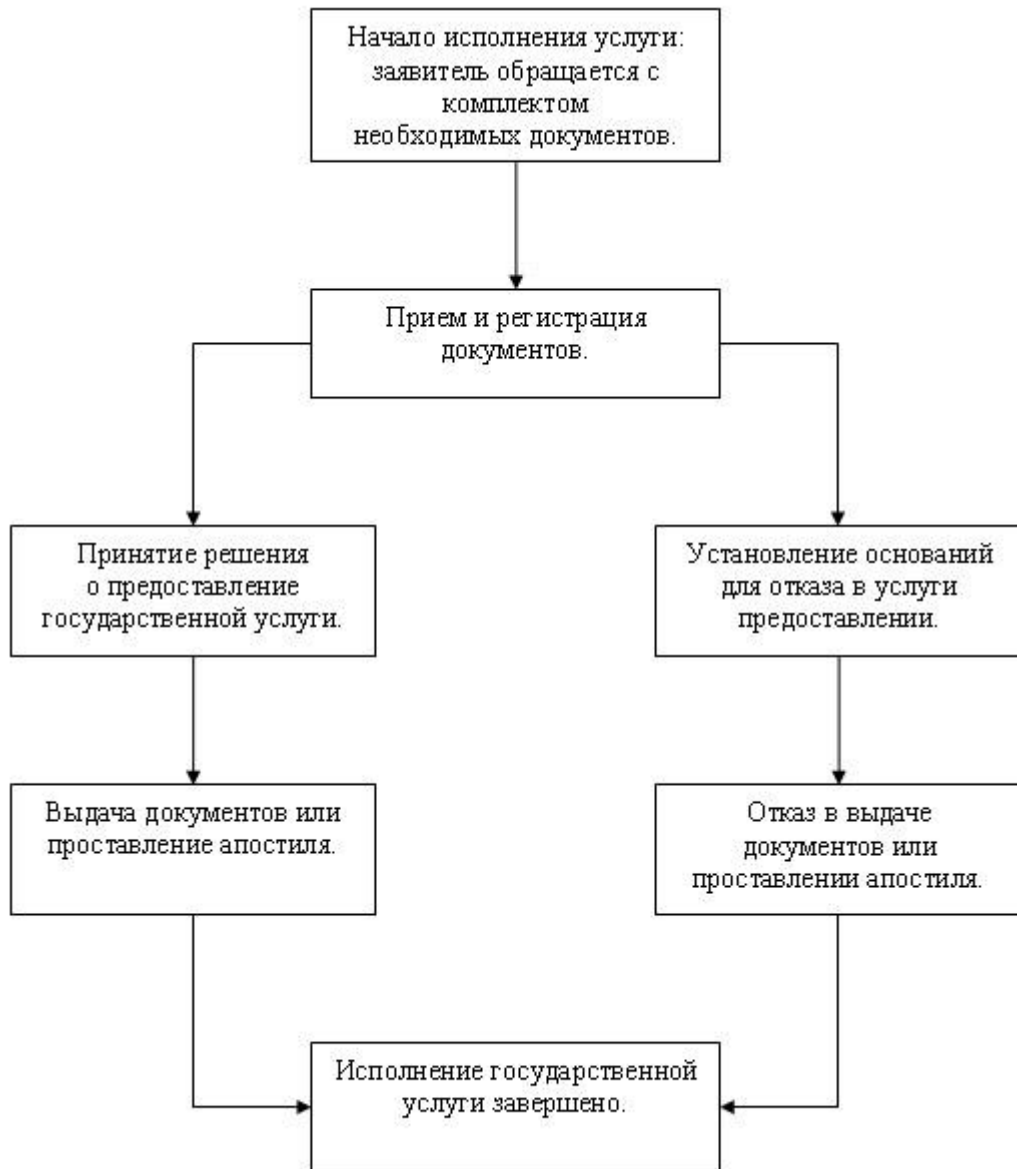 Начало исполнения услуги:
заявитель обращается с
комплектом
необходимых документов.
Прием и регистрация
документов.
Принятие решения
о предоставление
государственной услуги.
Установление оснований
для отказа в услуги
предоставлении.
Выдача документов или
проставление апостиля.
Отказ в выдаче
документов или
проставлении апостиля.
Исполнение государственной
услуги завершено.